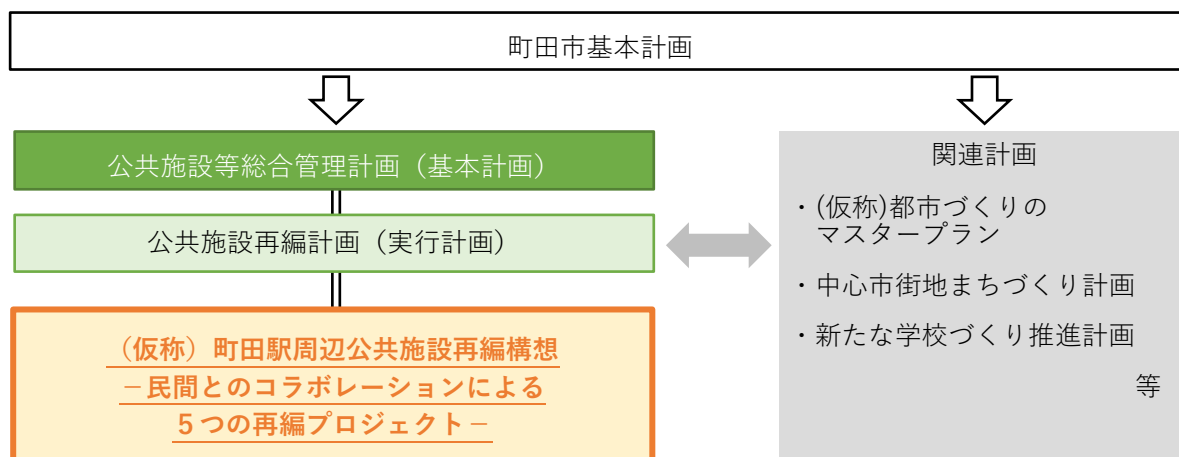 町田市基本計画
公共施設等総合管理計画（基本計画）
公共施設再編計画（実行計画）
（仮称）町田駅周辺公共施設再編構想
－民間とのコラボレーションによる
５つの再編プロジェクト－
関連計画
・(仮称)都市づくりの
マスタープラン
・中心市街地まちづくり計画
・新たな学校づくり推進計画
等